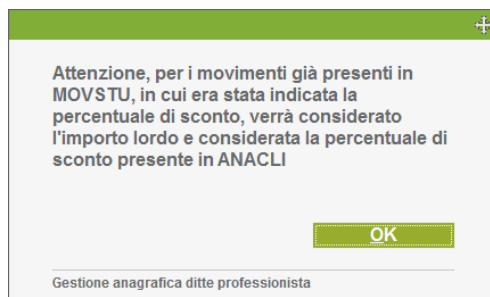 Attenzione, per i movimenti già presenti in
MOVSTU, in cui era stata indicata la
percentuale di sconto, verrà considerato
l'importo lordo e considerata la percentuale di
sconto presente in ANACLI
OK
Gestione anagrafica ditte professionista